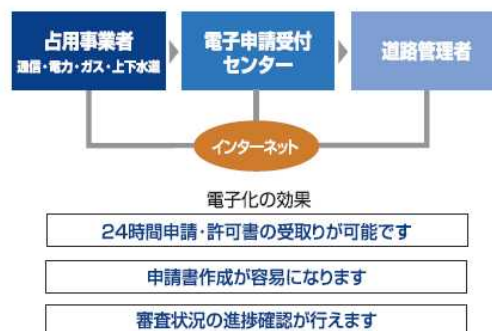 占用事業者
通信・電力・ガス・上下水道
電子申請受付
センター
道路管理者
インターネット
電子化の効果
24時間申請・許可書の受取りが可能です
申請書作成が容易になります
審査状況の進捗確認が行えます